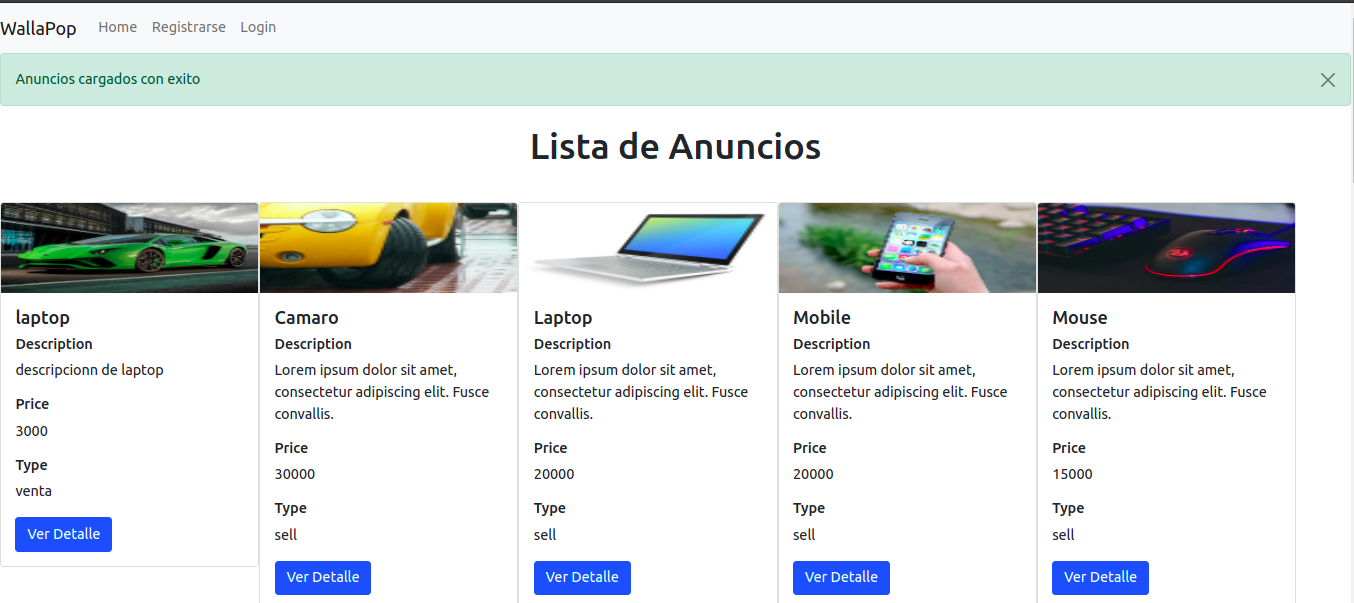 WallaPop Home Registrarse Login
Anuncios cargados con exito
Lista de Anuncios
laptop
Description
descripcionn de laptop
Price
3000
Type
venta
Ver Detalle
Camaro
Description
Lorem ipsum dolor sit amet,
consectetur adipiscing elit. Fusce
convallis.
Price
30000
Type
sell
Ver Detalle
Laptop
Description
Lorem ipsum dolor sit amet,
consectetur adipiscing elit. Fusce
convallis.
Price
20000
Type
sell
Ver Detalle
Mobile
Description
Lorem ipsum dolor sit amet,
consectetur adipiscing elit. Fusce
convallis.
Price
20000
Type
sell
Ver Detalle
Mouse
Description
Lorem ipsum dolor sit amet,
consectetur adipiscing elit. Fusce
convallis.
Price
15000
Type
sell
Ver Detalle